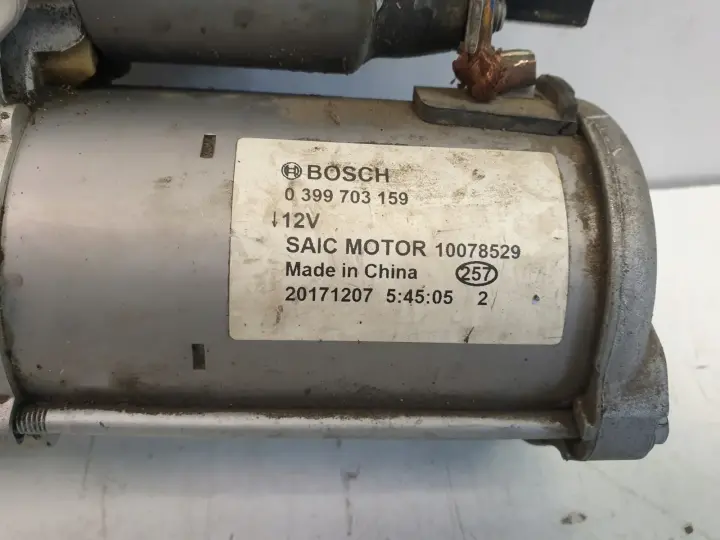 BOSCH
0 399 703 159
↓12V
SAIC MOTOR 10078529
Made in China 257
20171207 5:45:05 2